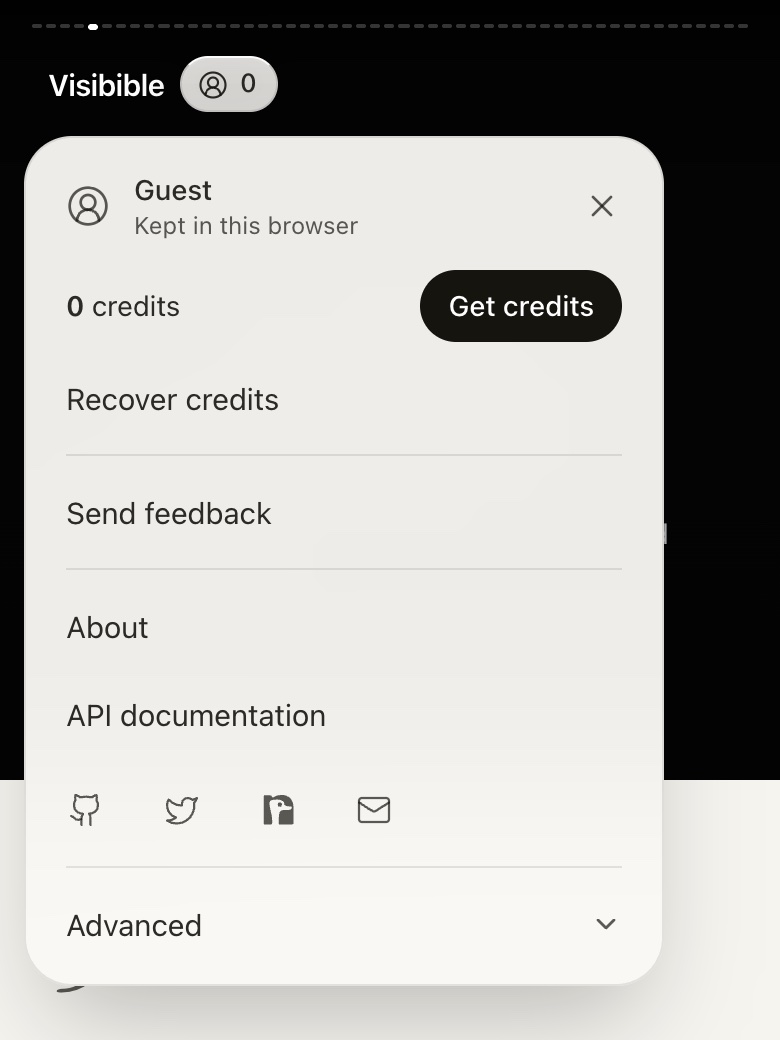 Visibible
0
Guest
Kept in this browser
0 credits
Get credits
Recover credits
Send feedback
About
API documentation
Advanced